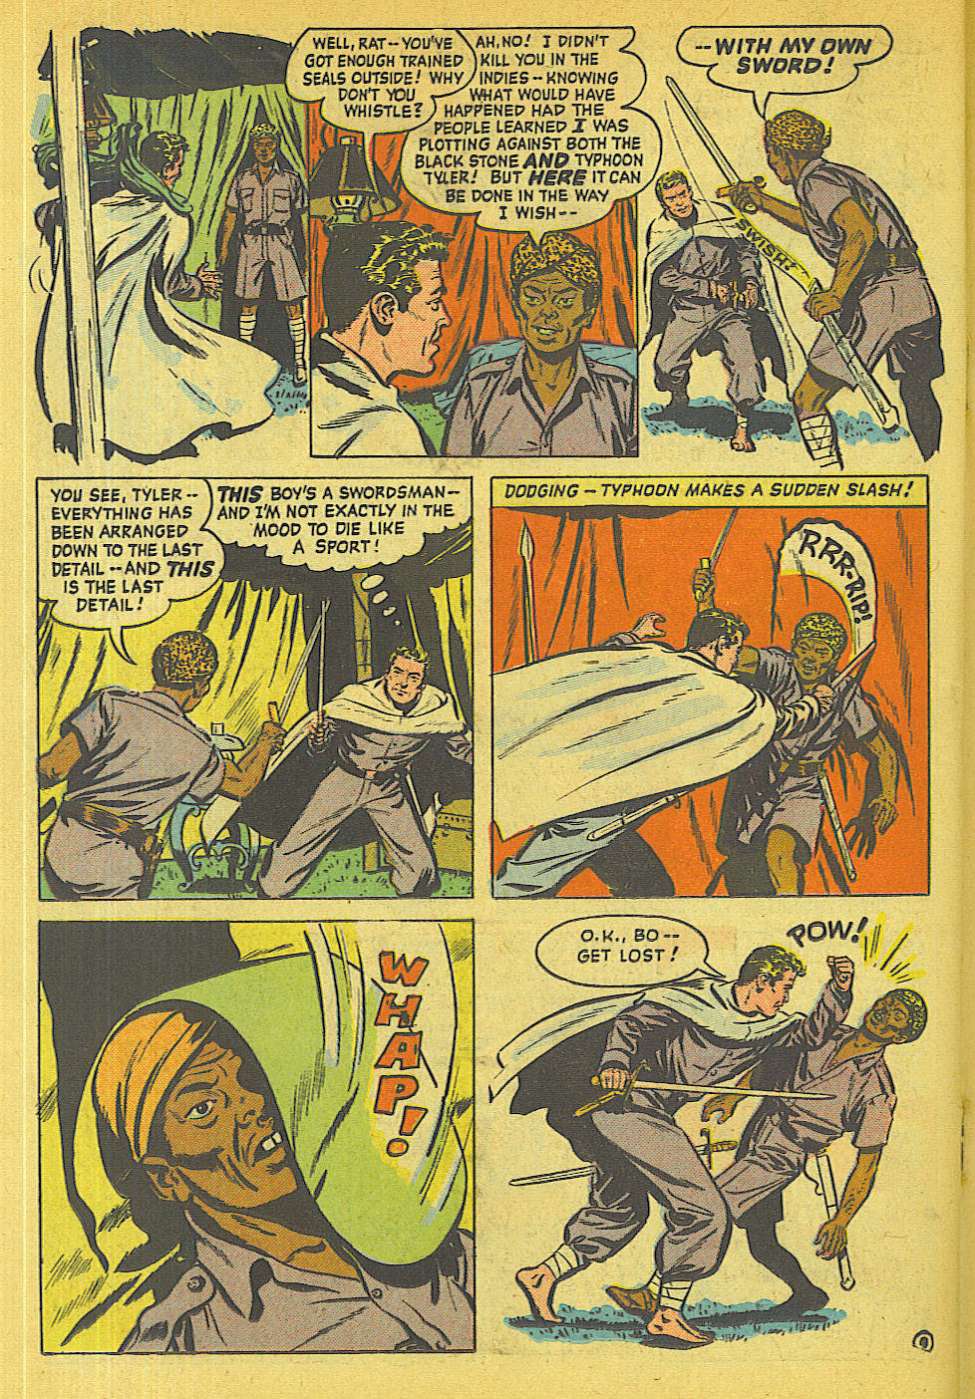 WELL, RAT--YOU'VE
GOT ENOUGH TRAINED
SEALS OUTSIDE! WHY
DON'T YOU
WHISTLE?
AH, NO! I DIDN'T
KILL YOU IN THE
INDIES--KNOWING
WHAT WOULD HAVE
HAPPENED HAD THE
PEOPLE LEARNED I WAS
PLOTTING AGAINST BOTH THE
BLACK STONE AND TYPHOON
TYLER! BUT HERE IT CAN
BE DONE IN THE WAY
I WISH--
--WITH MY OWN
SWORD!
SWISH?
YOU SEE, TYLER--
EVERYTHING HAS
BEEN ARRANGED
DOWN TO THE LAST
DETAIL--AND THIS
IS THE LAST
DETAIL!
THIS BOY'S A SWORDSMAN--
AND I'M NOT EXACTLY IN THE
MOOD TO DIE LIKE
A SPORT!
DODGING--TYPHOON MAKES A SUDDEN SLASH!
RRR-RIP!
WHAP!
O.K., BO--
GET LOST!
POW!